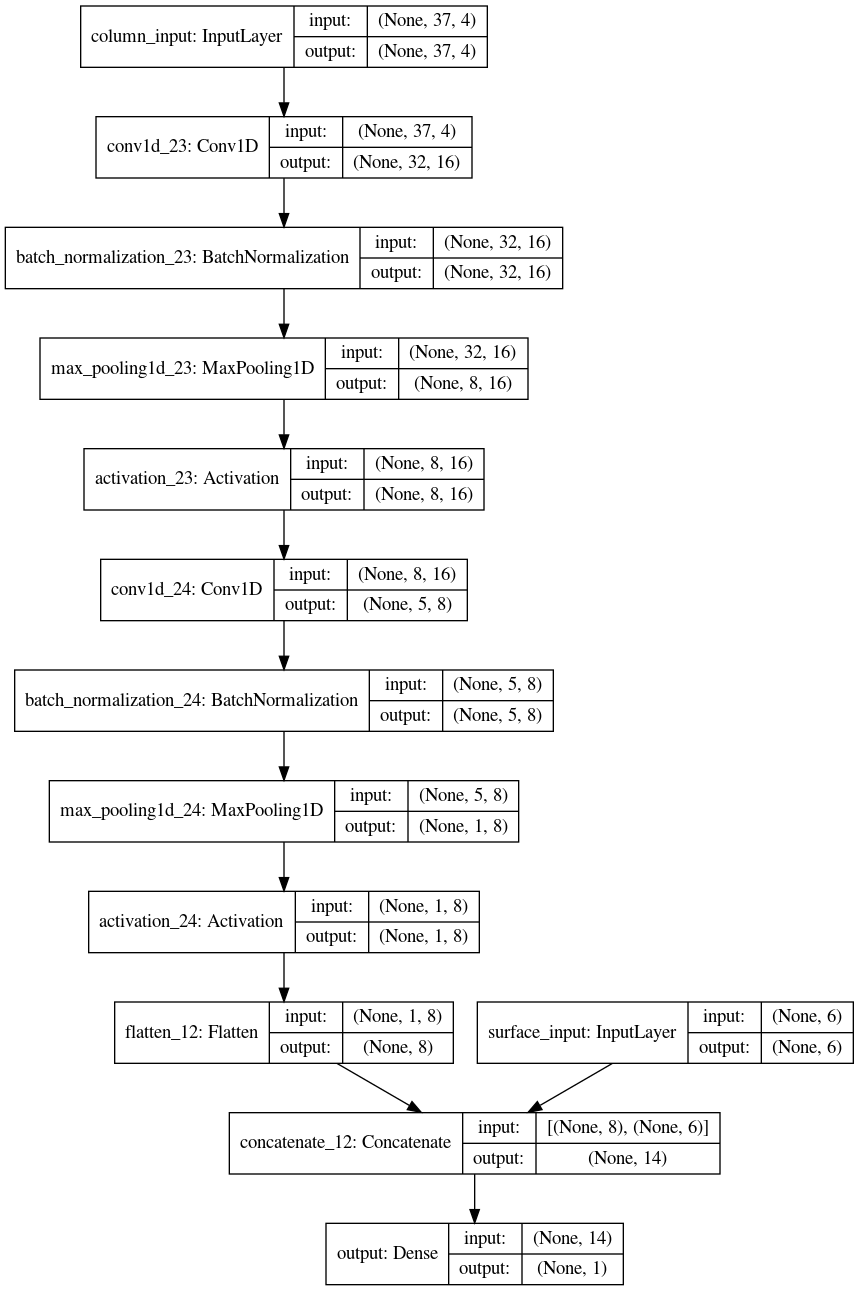 column_input: InputLayer
input: (None, 37, 4)
output: (None, 37, 4)
conv1d_23: Conv1D
input: (None, 37, 4)
output: (None, 32, 16)
batch_normalization_23: BatchNormalization
input: (None, 32, 16)
output: (None, 32, 16)
max_pooling1d_23: MaxPooling1D
input: (None, 32, 16)
output: (None, 8, 16)
activation_23: Activation
input: (None, 8, 16)
output: (None, 8, 16)
conv1d_24: Conv1D
input: (None, 8, 16)
output: (None, 5, 8)
batch_normalization_24: BatchNormalization
input: (None, 5, 8)
output: (None, 5, 8)
max_pooling1d_24: MaxPooling1D
input: (None, 5, 8)
output: (None, 1, 8)
activation_24: Activation
input: (None, 1, 8)
output: (None, 1, 8)
flatten_12: Flatten
input: (None, 1, 8)
output: (None, 8)
surface_input: InputLayer
input: (None, 6)
output: (None, 6)
concatenate_12: Concatenate
input: [(None, 8), (None, 6)]
output: (None, 14)
output: Dense
input: (None, 14)
output: (None, 1)